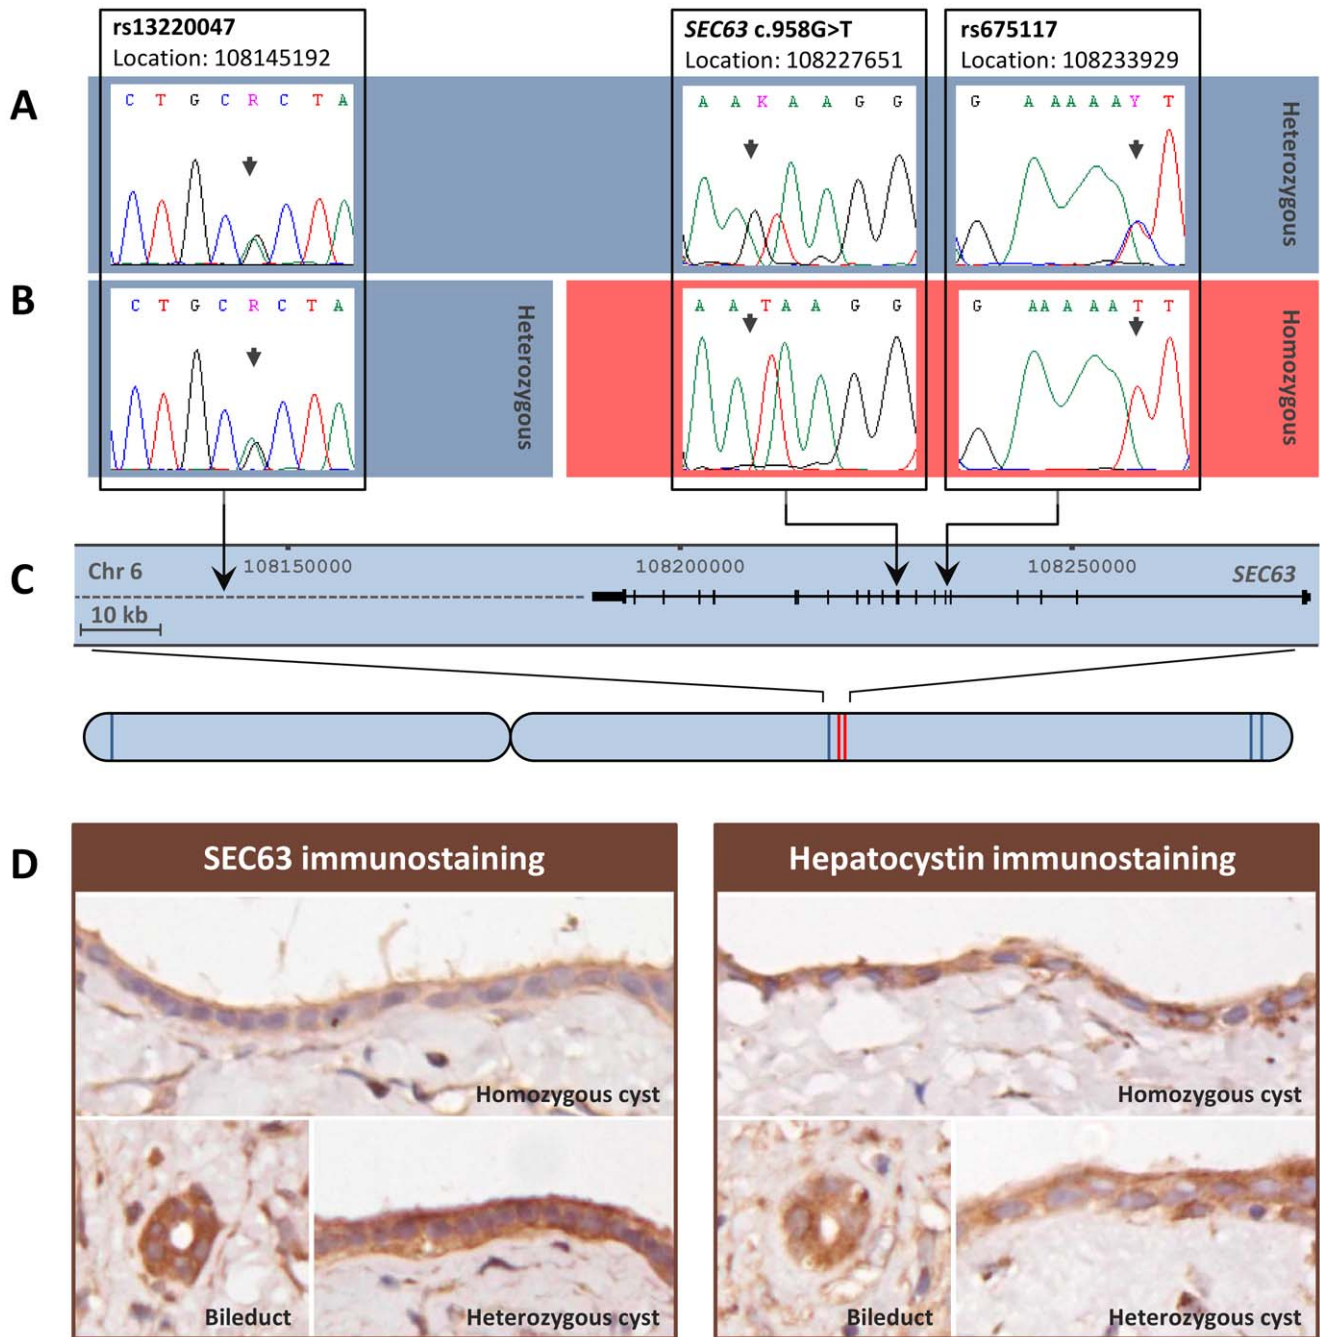 rs13220047
Location: 108145192
SEC63 c.958G>T
Location: 108227651
rs675117
Location: 108233929
A
C T G C R C T A
A A K A A G G
G A A A A A Y T
Heterozygous
B
C T G C R C T A
Heterozygous
A A T A A G G
G A A A A A T T
Homozygous
C
Chr 6
108150000
108200000
108250000
SEC63
10 kb
D
SEC63 immunostaining
Homozygous cyst
Bileduct
Heterozygous cyst
Hepatocystin immunostaining
Homozygous cyst
Bileduct
Heterozygous cyst